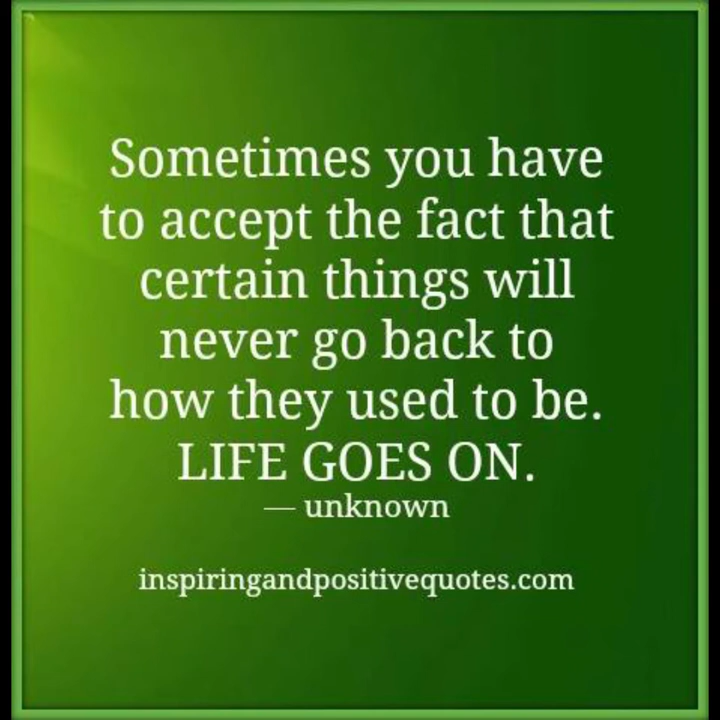 Sometimes you have
to accept the fact that
certain things will
never go back to
how they used to be.
LIFE GOES ON.
— unknown
inspiringandpositivequotes.com